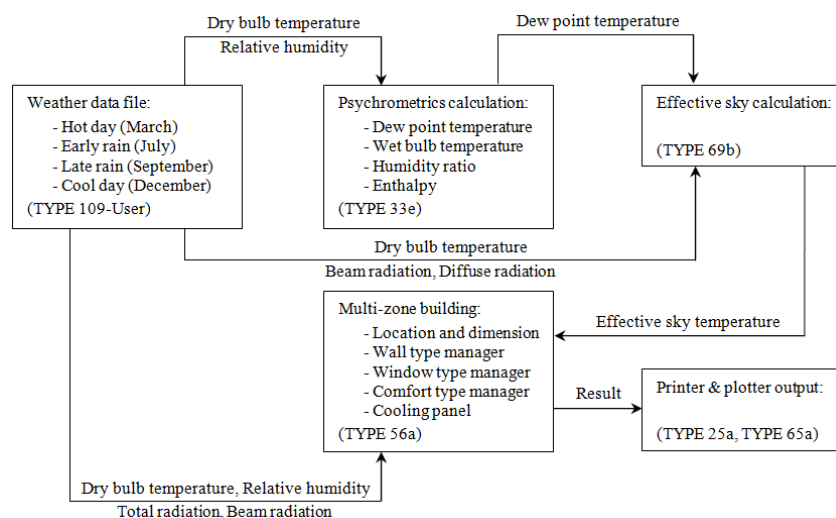 Dry bulb temperature
Relative humidity
Dew point temperature
Weather data file:
- Hot day (March)
- Early rain (July)
- Late rain (September)
- Cool day (December)
(TYPE 109-User)
Psychrometrics calculation:
- Dew point temperature
- Wet bulb temperature
- Humidity ratio
- Enthalpy
(TYPE 33e)
Effective sky calculation:
(TYPE 69b)
Dry bulb temperature
Beam radiation, Diffuse radiation
Multi-zone building:
- Location and dimension
- Wall type manager
- Window type manager
- Comfort type manager
- Cooling panel
(TYPE 56a)
Effective sky temperature
Result
Printer & plotter output:
(TYPE 25a, TYPE 65a)
Dry bulb temperature, Relative humidity
Total radiation, Beam radiation